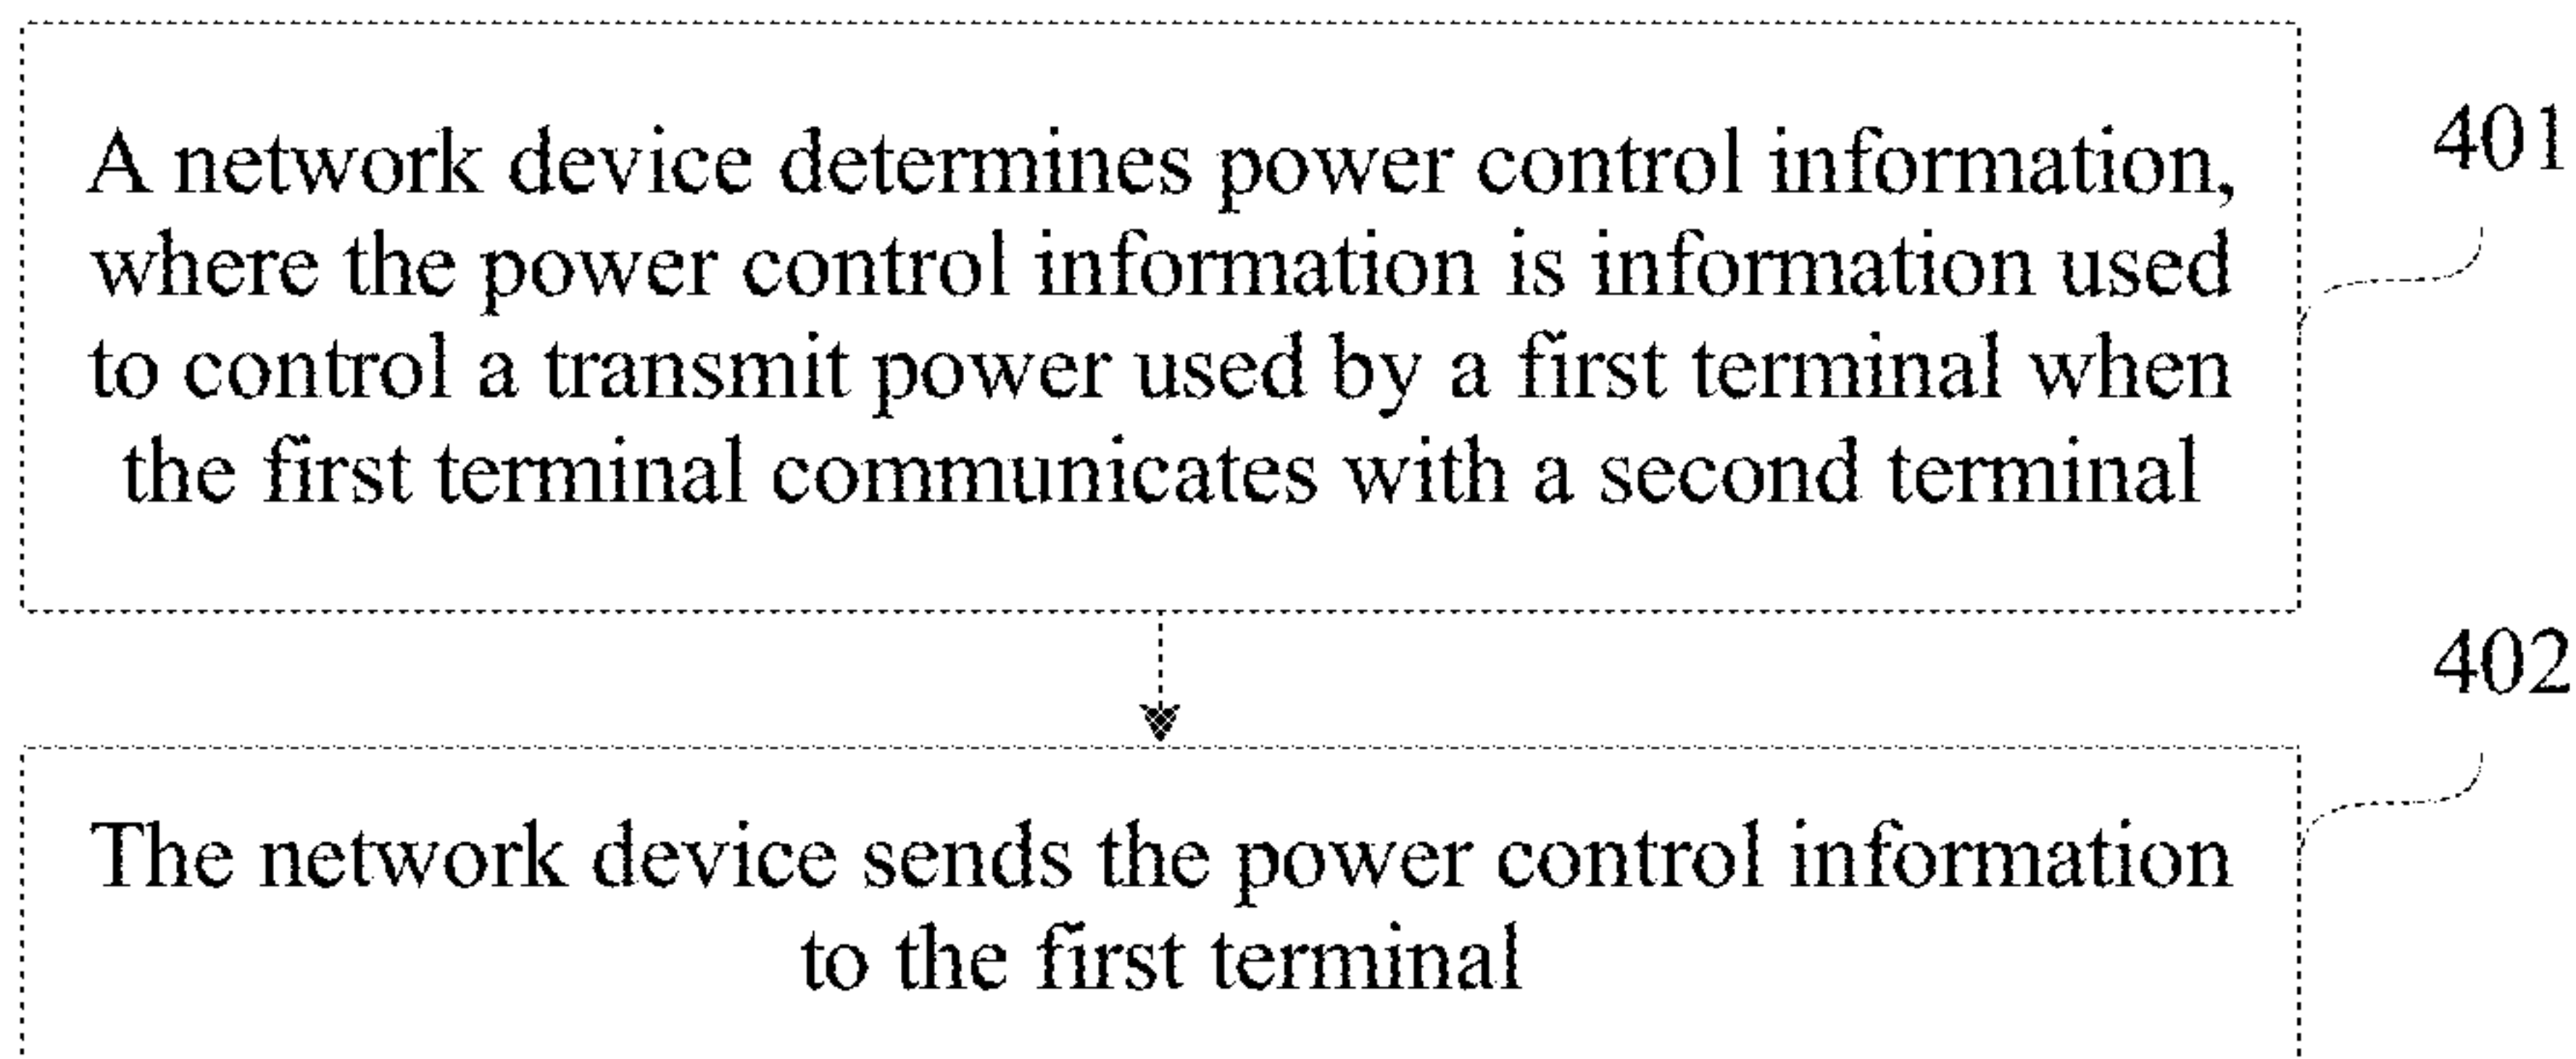 A network device determines power control information,
where the power control information is information used
to control a transmit power used by a first terminal when
the first terminal communicates with a second terminal
401
402
The network device sends the power control information
to the first terminal